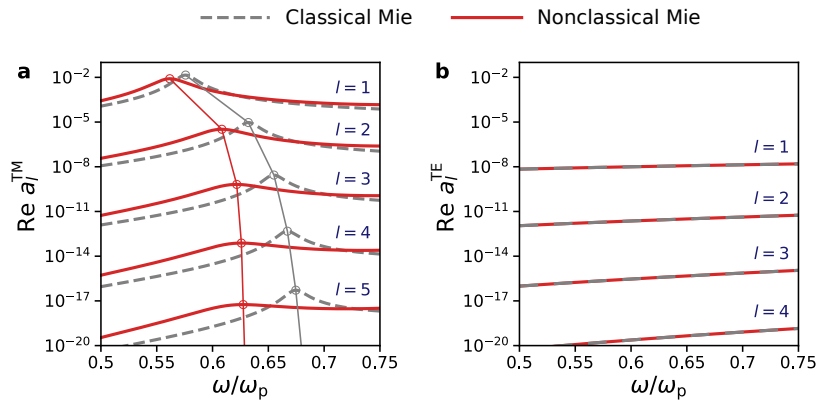 Classical Mie
Nonclassical Mie
a
10⁻²
10⁻⁵
10⁻⁸
10⁻¹¹
10⁻¹⁴
10⁻¹⁷
10⁻²⁰
Re a_l^TM
l = 1
l = 2
l = 3
l = 4
l = 5
0.5
0.55
0.6
0.65
0.7
0.75
ω/ω_p
b
10⁻²
10⁻⁵
10⁻⁸
10⁻¹¹
10⁻¹⁴
10⁻¹⁷
10⁻²⁰
Re a_l^TE
l = 1
l = 2
l = 3
l = 4
0.5
0.55
0.6
0.65
0.7
0.75
ω/ω_p